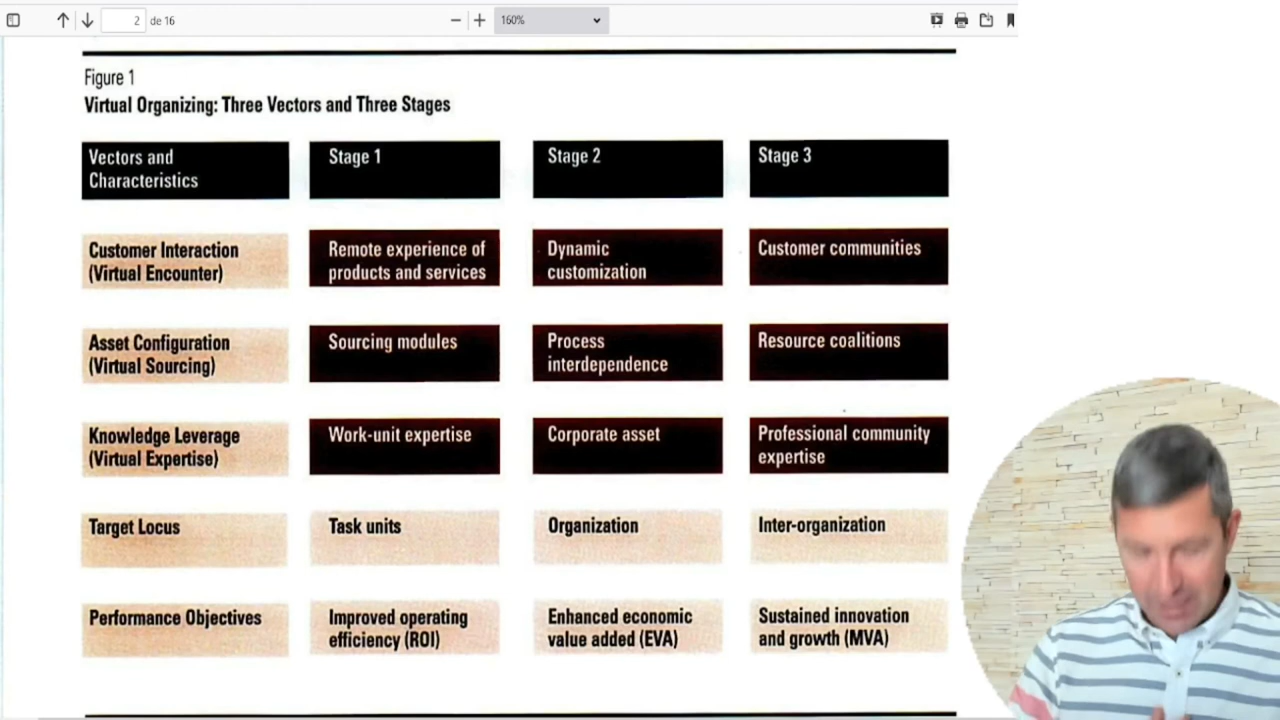 2 de 16
160%
Figure 1
Virtual Organizing: Three Vectors and Three Stages
Vectors and
Characteristics
Stage 1
Stage 2
Stage 3
Customer Interaction
(Virtual Encounter)
Remote experience of
products and services
Dynamic
customization
Customer communities
Asset Configuration
(Virtual Sourcing)
Sourcing modules
Process
interdependence
Resource coalitions
Knowledge Leverage
(Virtual Expertise)
Work-unit expertise
Corporate asset
Professional community
expertise
Target Locus
Task units
Organization
Inter-organization
Performance Objectives
Improved operating
efficiency (ROI)
Enhanced economic
value added (EVA)
Sustained innovation
and growth (MVA)